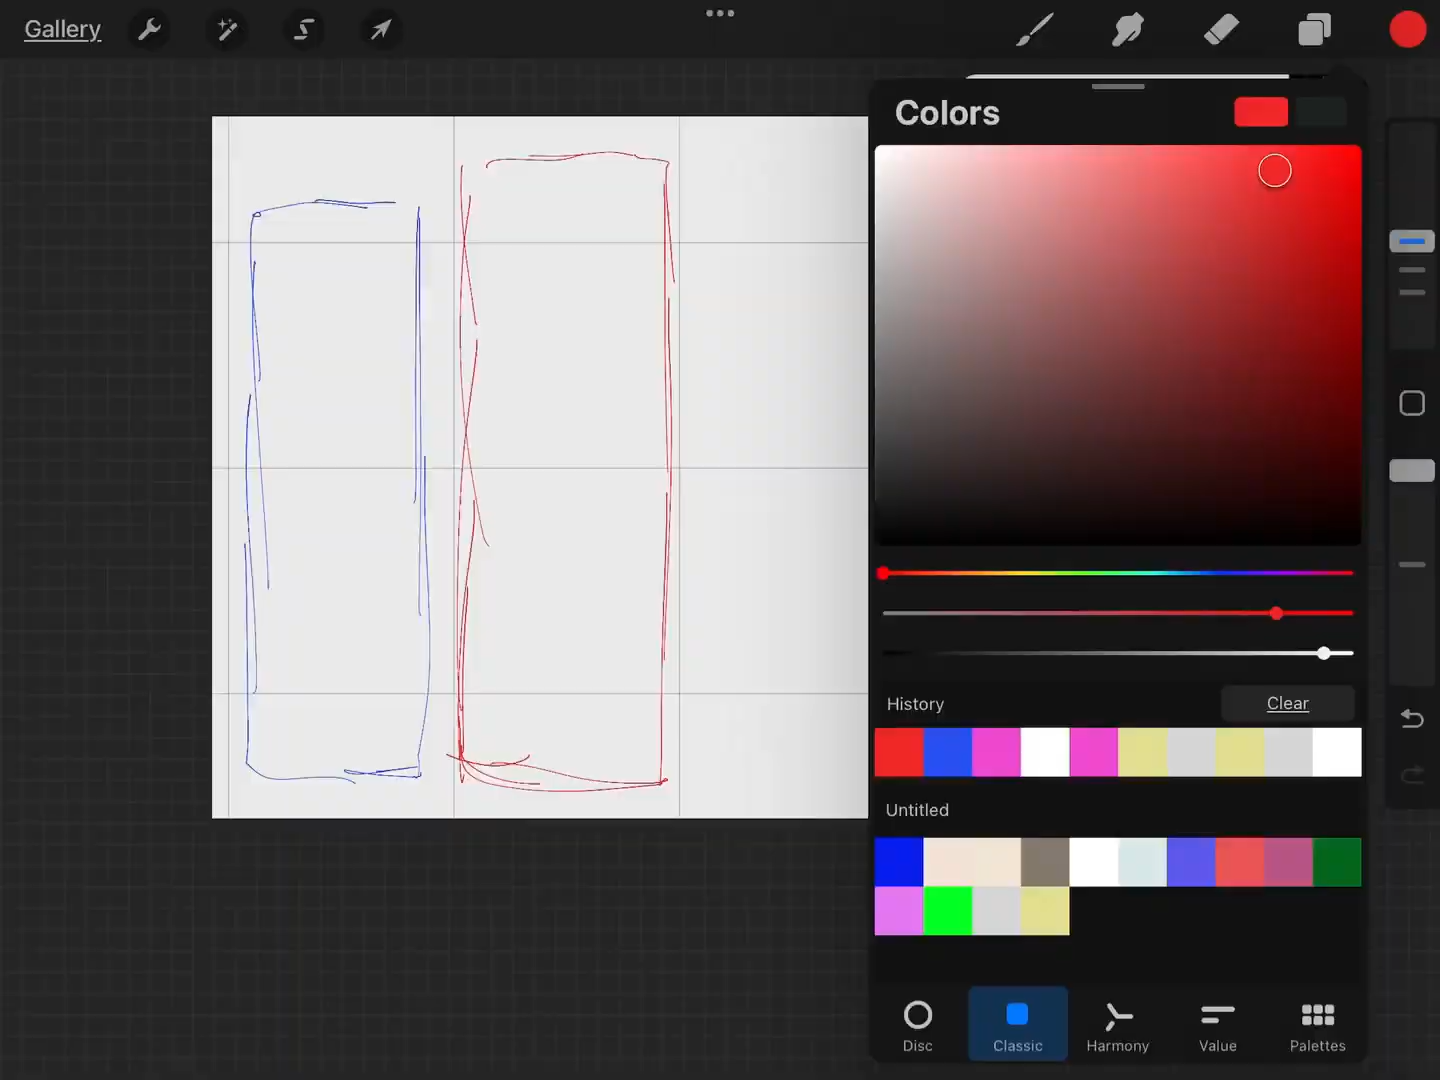 Gallery
Colors
History
Clear
Untitled
Disc
Classic
Harmony
Value
Palettes